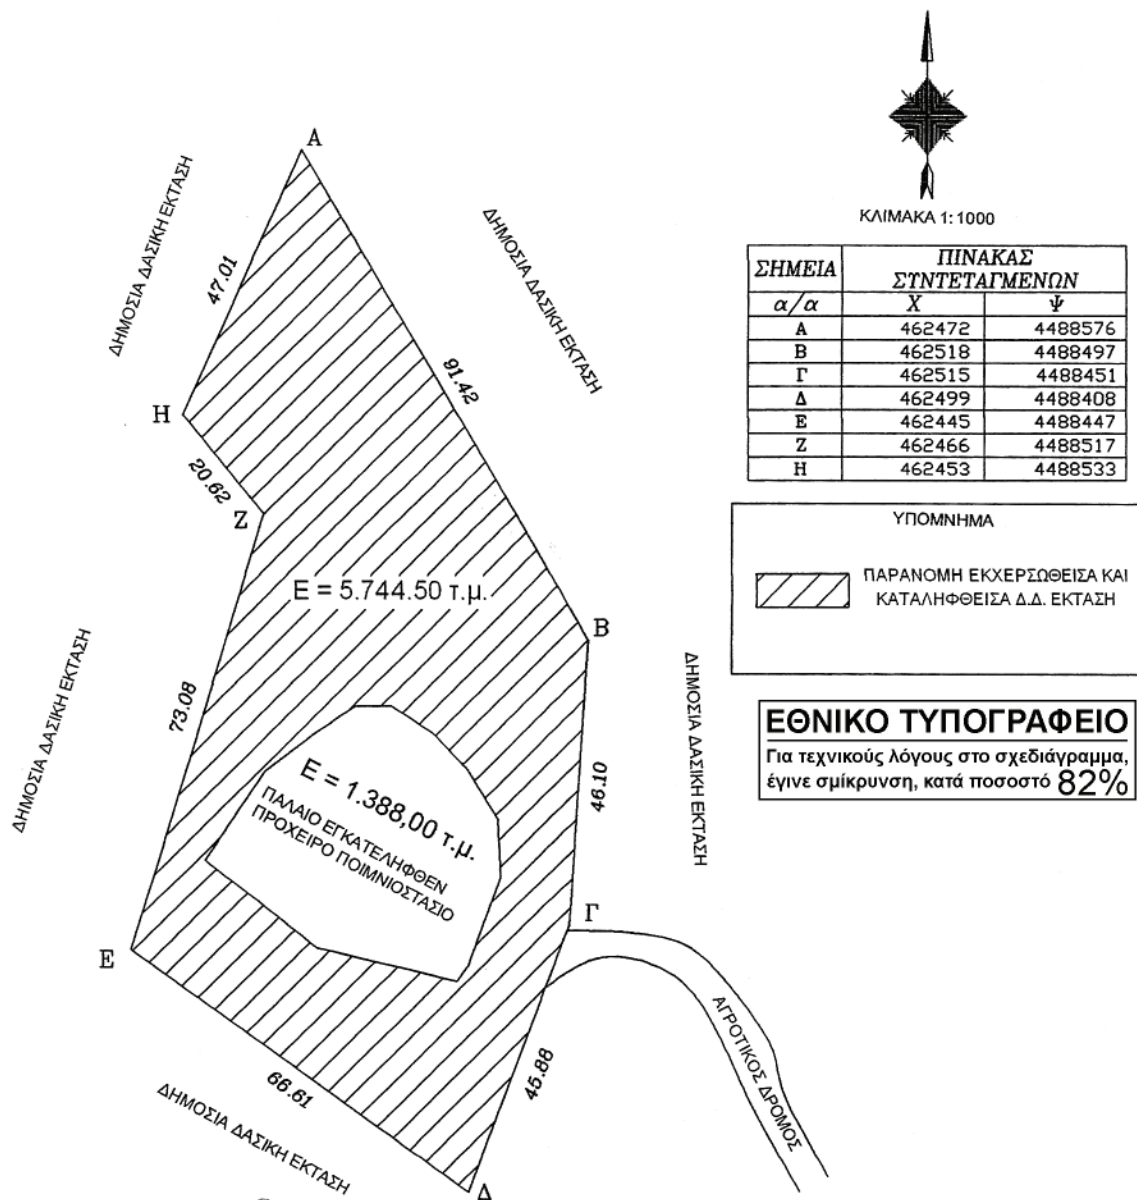 ΚΛΙΜΑΚΑ 1: 1000
ΣΗΜΕΙΑ ΠΙΝΑΚΑΣ ΣΥΝΤΕΤΑΓΜΕΝΩΝ
α/α Χ Ψ
Α 462472 4488576
Β 462518 4488497
Γ 462515 4488451
Δ 462499 4488408
Ε 462445 4488447
Ζ 462466 4488517
Η 462453 4488533
ΥΠΟΜΝΗΜΑ
ΠΑΡΑΝΟΜΗ ΕΚΧΕΡΣΩΘΕΙΣΑ ΚΑΙ
ΚΑΤΑΛΗΦΘΕΙΣΑ Δ.Δ. ΕΚΤΑΣΗ
ΕΘΝΙΚΟ ΤΥΠΟΓΡΑΦΕΙΟ
Για τεχνικούς λόγους στο σχεδιάγραμμα,
έγινε σμίκρυνση, κατά ποσοστό 82%
Α
ΔΗΜΟΣΙΑ ΔΑΣΙΚΗ ΕΚΤΑΣΗ
47.01
ΔΗΜΟΣΙΑ ΔΑΣΙΚΗ ΕΚΤΑΣΗ
91.42
Η
20.62
Ζ
Ε = 5.744.50 τ.μ.
Β
ΔΗΜΟΣΙΑ ΔΑΣΙΚΗ ΕΚΤΑΣΗ
73.08
ΔΗΜΟΣΙΑ ΔΑΣΙΚΗ ΕΚΤΑΣΗ
46.10
Ε = 1.388,00 τ.μ.
ΠΑΛΑΙΟ ΕΓΚΑΤΕΛΗΦΘΕΝ
ΠΡΟΧΕΙΡΟ ΠΟΙΜΝΙΟΣΤΑΣΙΟ
Γ
Ε
ΑΓΡΟΤΙΚΟΣ ΔΡΟΜΟΣ
45.88
66.61
ΔΗΜΟΣΙΑ ΔΑΣΙΚΗ ΕΚΤΑΣΗ
Δ